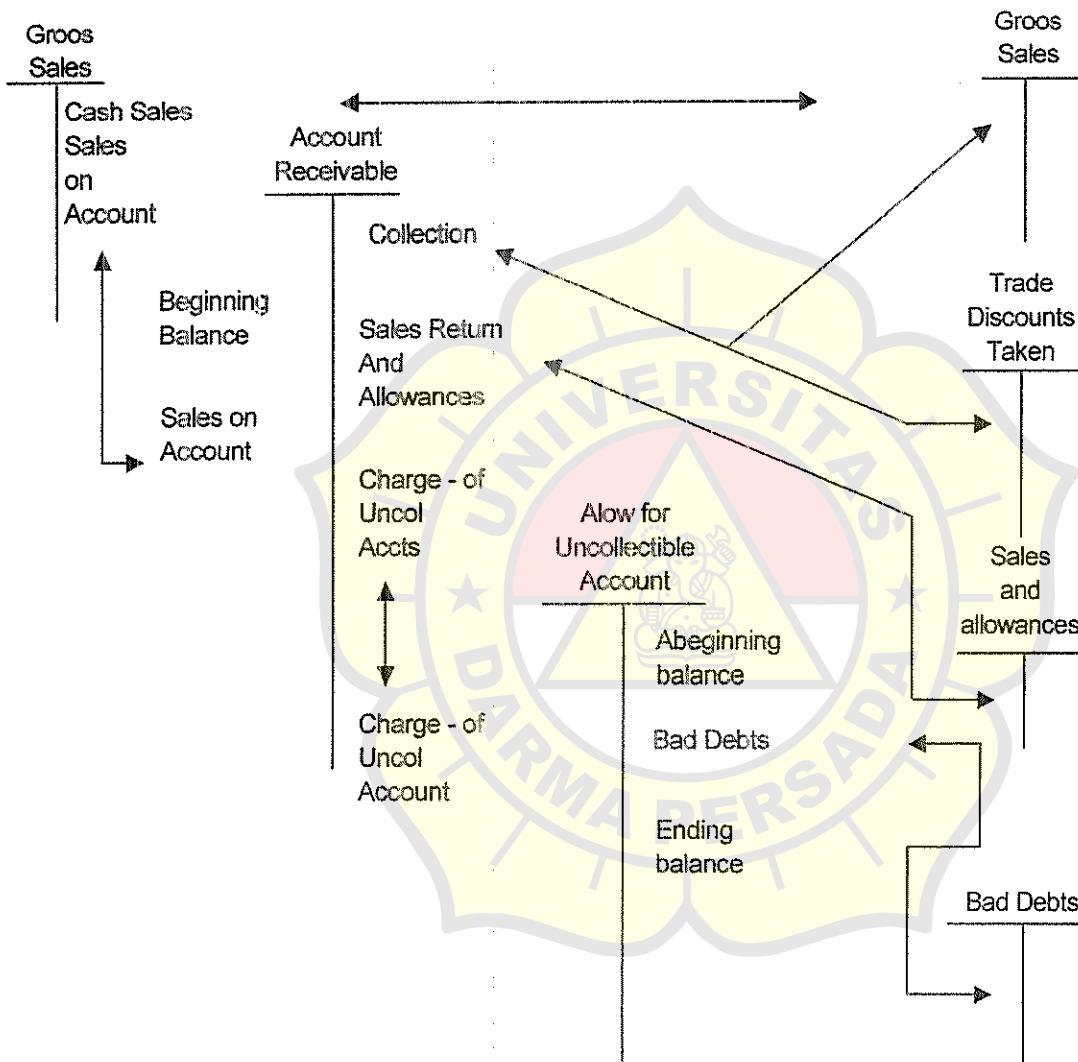 Groos
Sales
Cash Sales
Sales
on
Account
Beginning
Balance
Sales on
Account
Account
Receivable
Collection
Sales Return
And
Allowances
Charge - of
Uncol
Accts
Charge - of
Uncol
Account
Alow for
Uncollectible
Account
Abeginning
balance
Bad Debts
Ending
balance
Groos
Sales
Trade
Discounts
Taken
Sales
and
allowances
Bad Debts
UNIVERSITAS
DARMA PERSADA